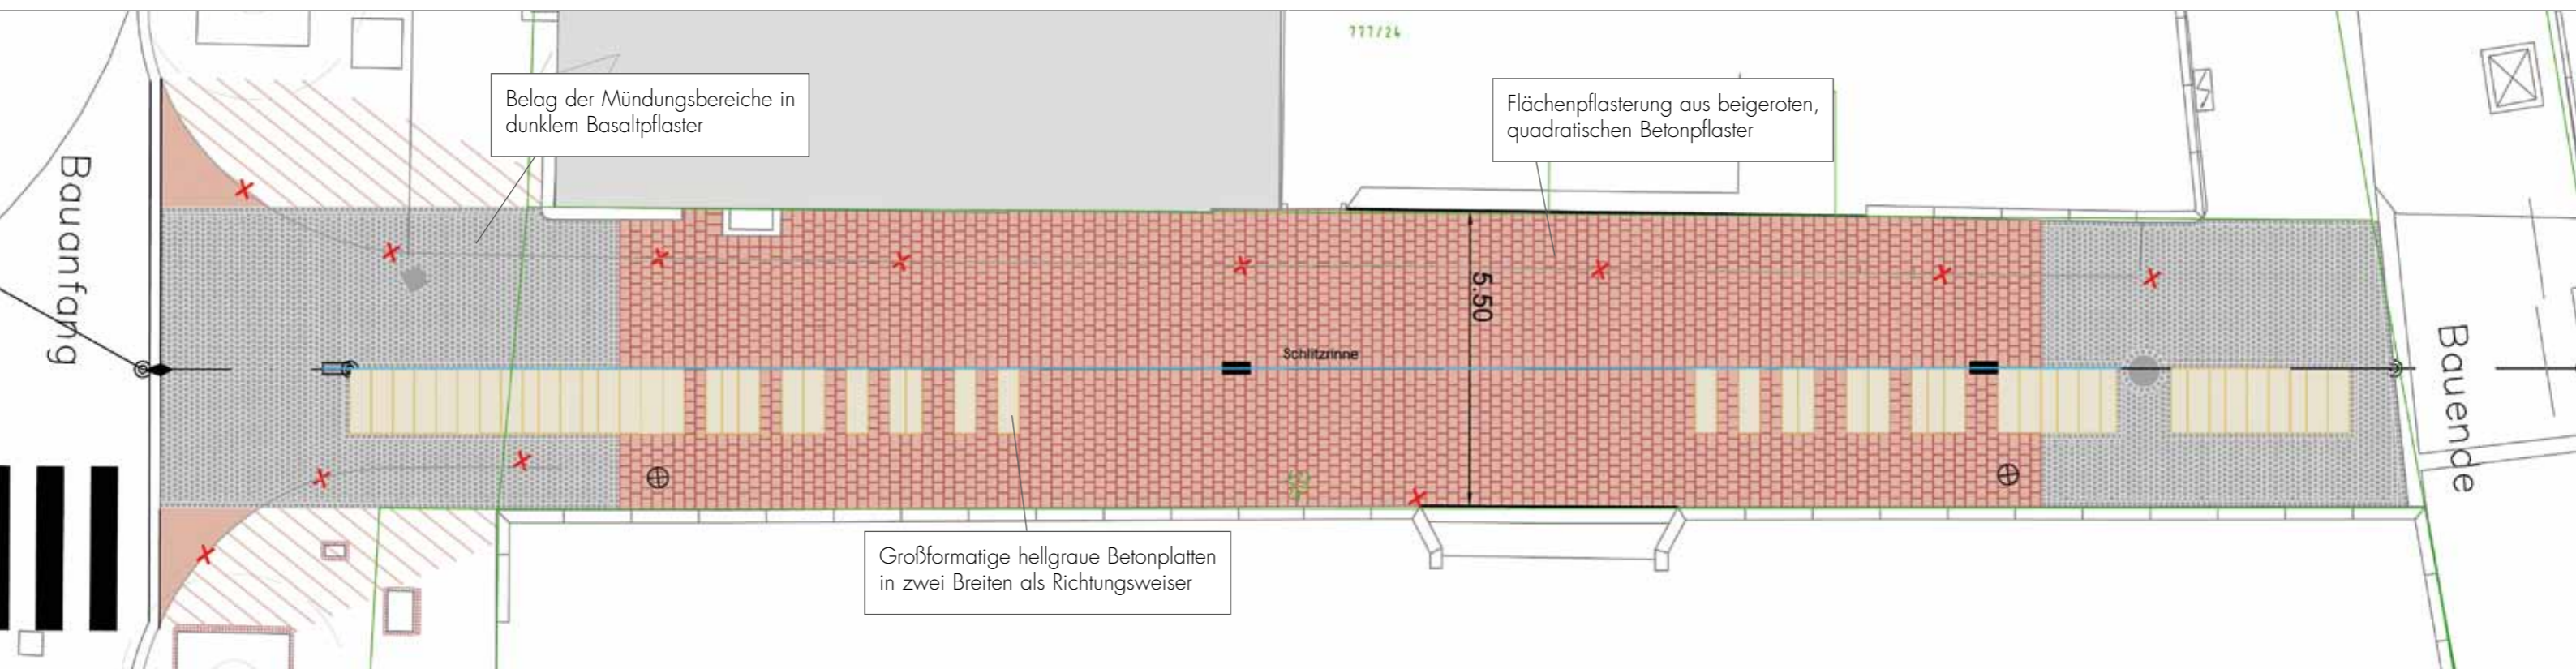 777/24
Belag der Mündungsbereiche in
dunklem Basaltpflaster
Flächenpflasterung aus beigeroten,
quadratischen Betonpflaster
Bauanfang
5.50
Schlitzrinne
Bauende
Großformatige hellgraue Betonplatten
in zwei Breiten als Richtungsweiser